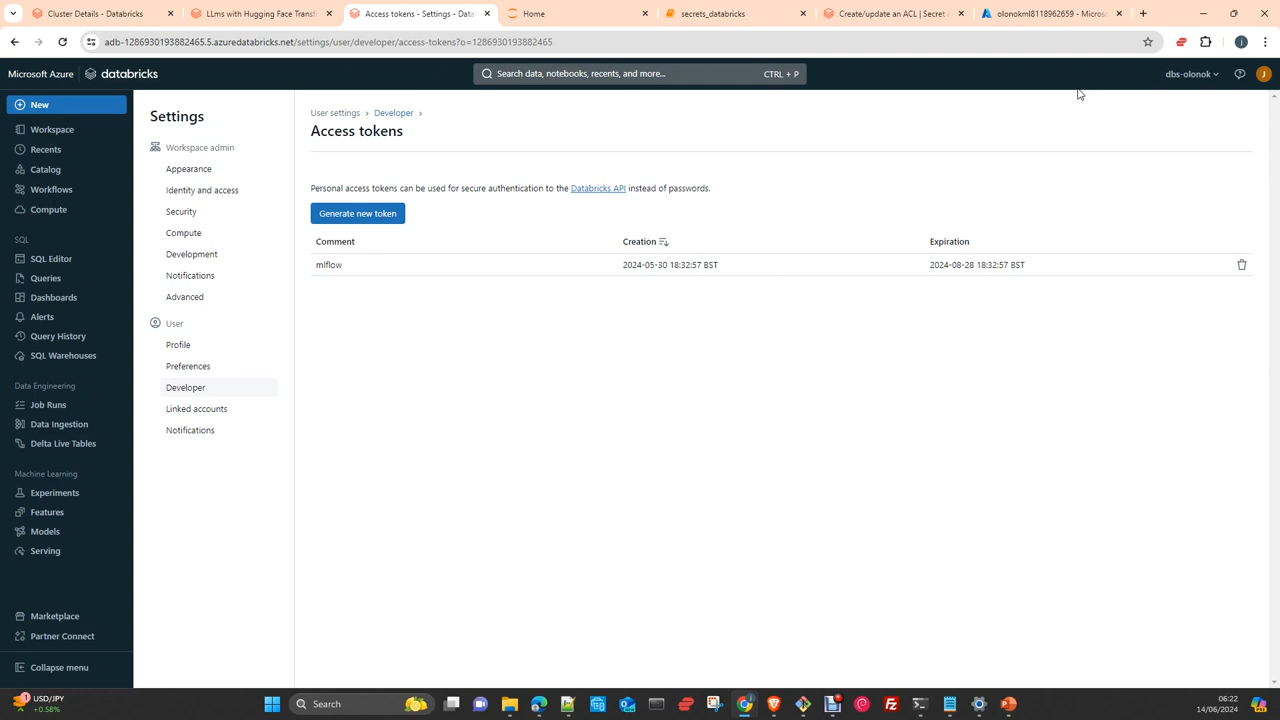 Cluster Details - Databricks
LLms with Hugging Face Transf
Access tokens - Settings - Data
Home
secrets_databricks
Create/update an ACL | Secret A
olonokml8118962659 - Micros
adb-1286930193882465.5.azuredatabricks.net/settings/user/developer/access-tokens?o=1286930193882465
Microsoft Azure
databricks
Search data, notebooks, recents, and more...
CTRL + P
dbs-olonok
J
New
Workspace
Recents
Catalog
Workflows
Compute
SQL
SQL Editor
Queries
Dashboards
Alerts
Query History
SQL Warehouses
Data Engineering
Job Runs
Data Ingestion
Delta Live Tables
Machine Learning
Experiments
Features
Models
Serving
Marketplace
Partner Connect
Collapse menu
Settings
Workspace admin
Appearance
Identity and access
Security
Compute
Development
Notifications
Advanced
User
Profile
Preferences
Developer
Linked accounts
Notifications
User settings > Developer >
Access tokens
Personal access tokens can be used for secure authentication to the Databricks API instead of passwords.
Generate new token
Comment Creation Expiration
mlflow 2024-05-30 18:32:57 BST 2024-08-28 18:32:57 BST
1
USD/JPY
+0.58%
Search
06:22
14/06/2024